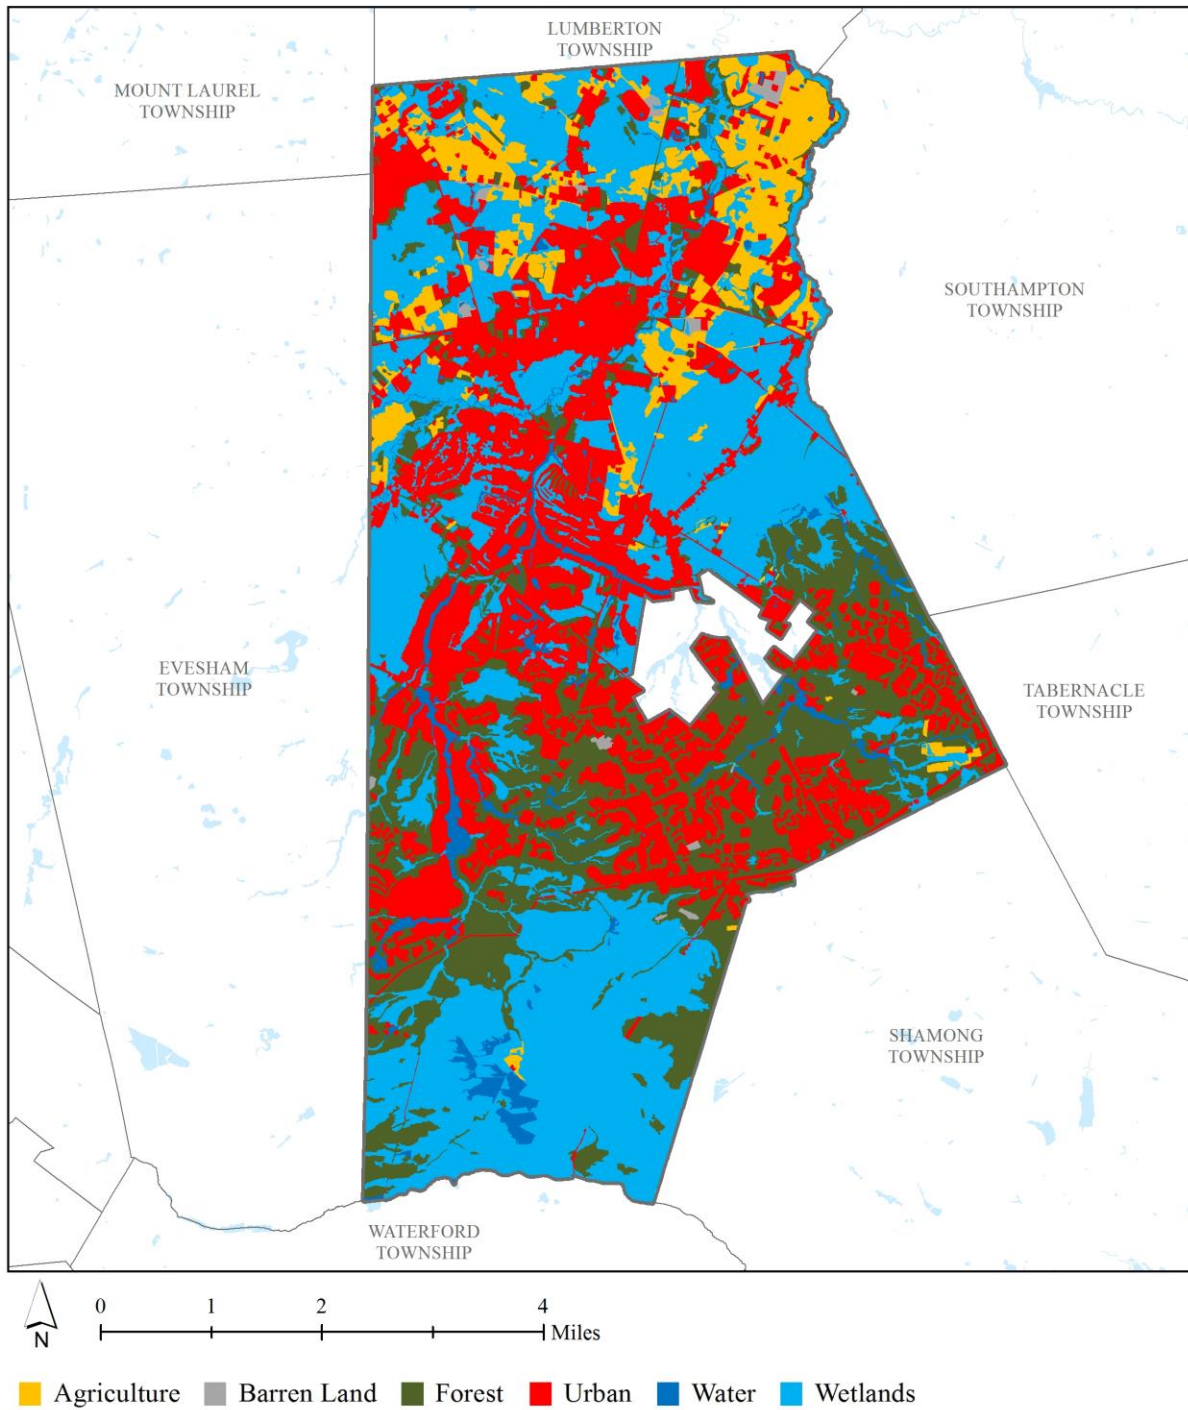 LUMBERTON
TOWNSHIP
MOUNT LAUREL
TOWNSHIP
SOUTHAMPTON
TOWNSHIP
EVESHAM
TOWNSHIP
TABERNACLE
TOWNSHIP
SHAMONG
TOWNSHIP
WATERFORD
TOWNSHIP
N
0 1 2 4
Miles
Agriculture Barren Land Forest Urban Water Wetlands